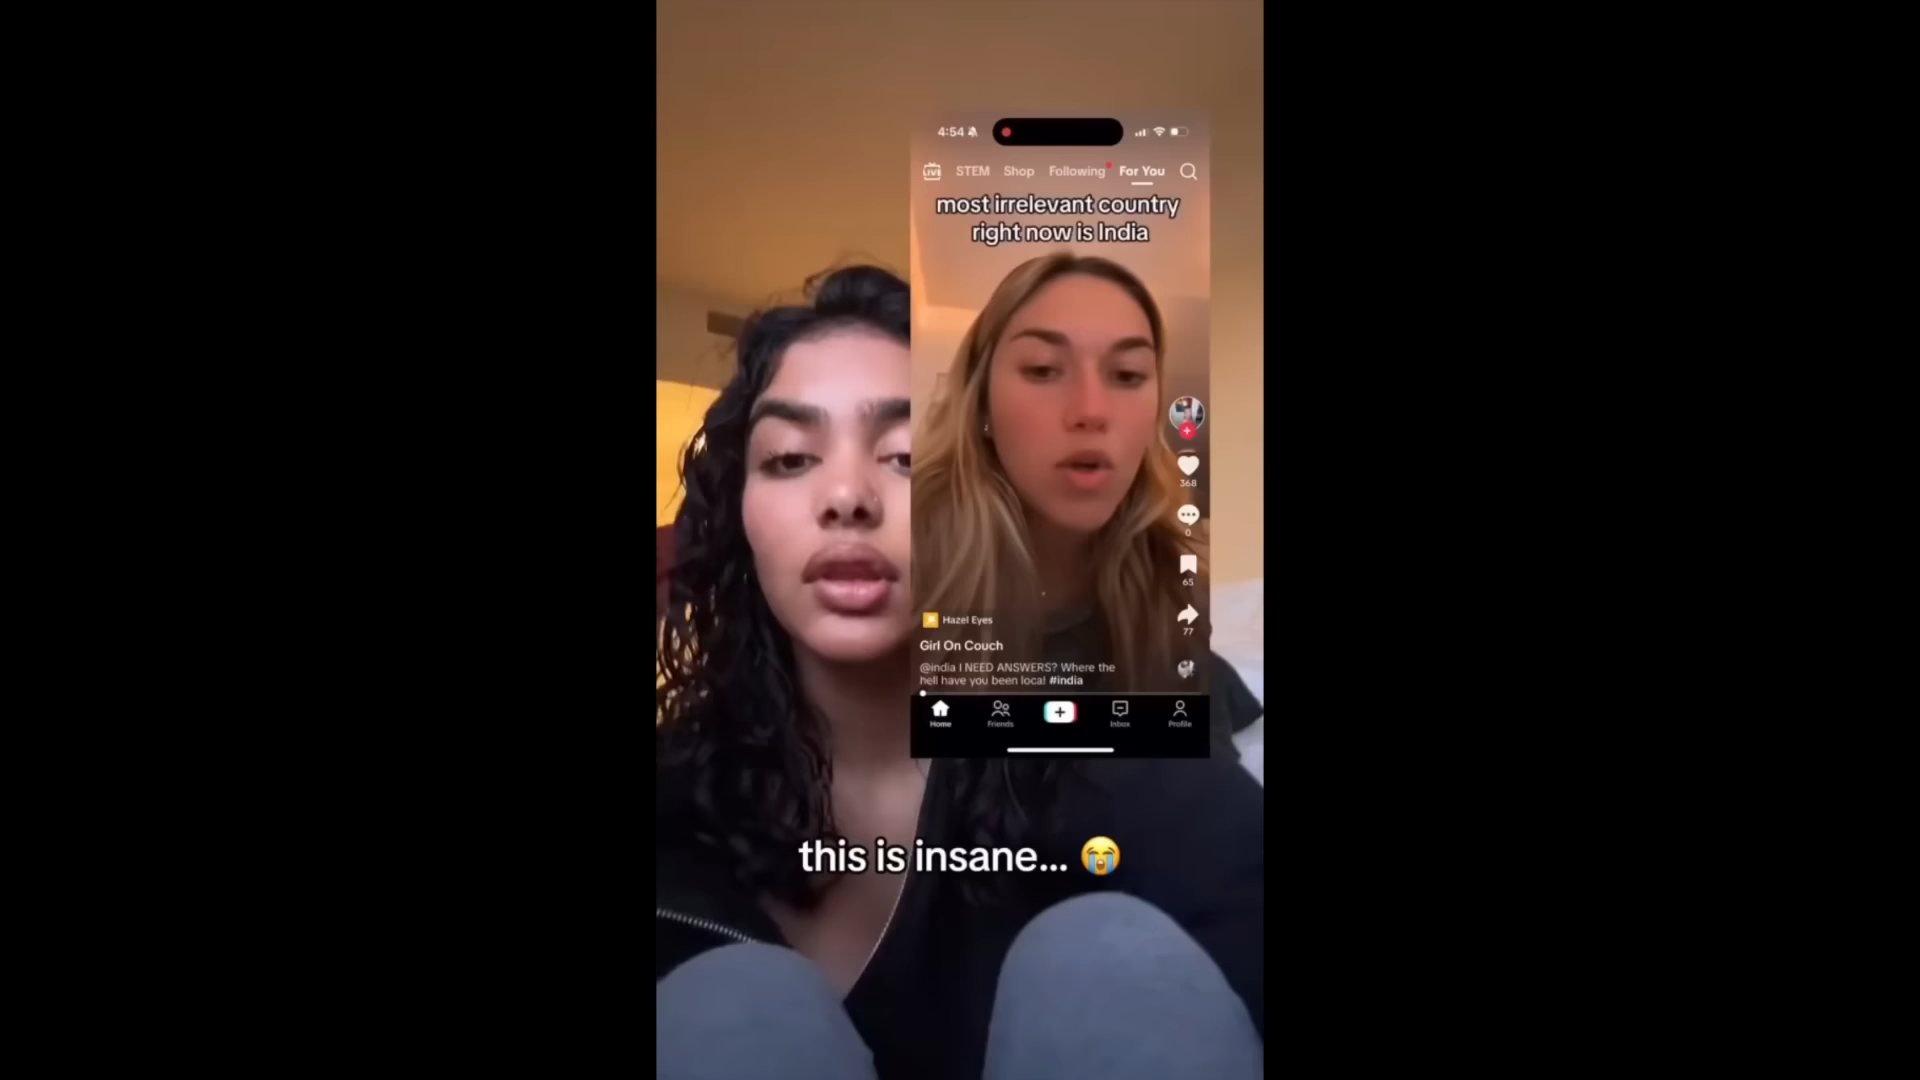 4:54
LIVE STEM Shop Following For You
most irrelevant country
right now is India
368
0
65
77
Hazel Eyes
Girl On Couch
@india I NEED ANSWERS? Where the
hell have you been loca! #india
Home Friends Inbox Profile
this is insane... 😭